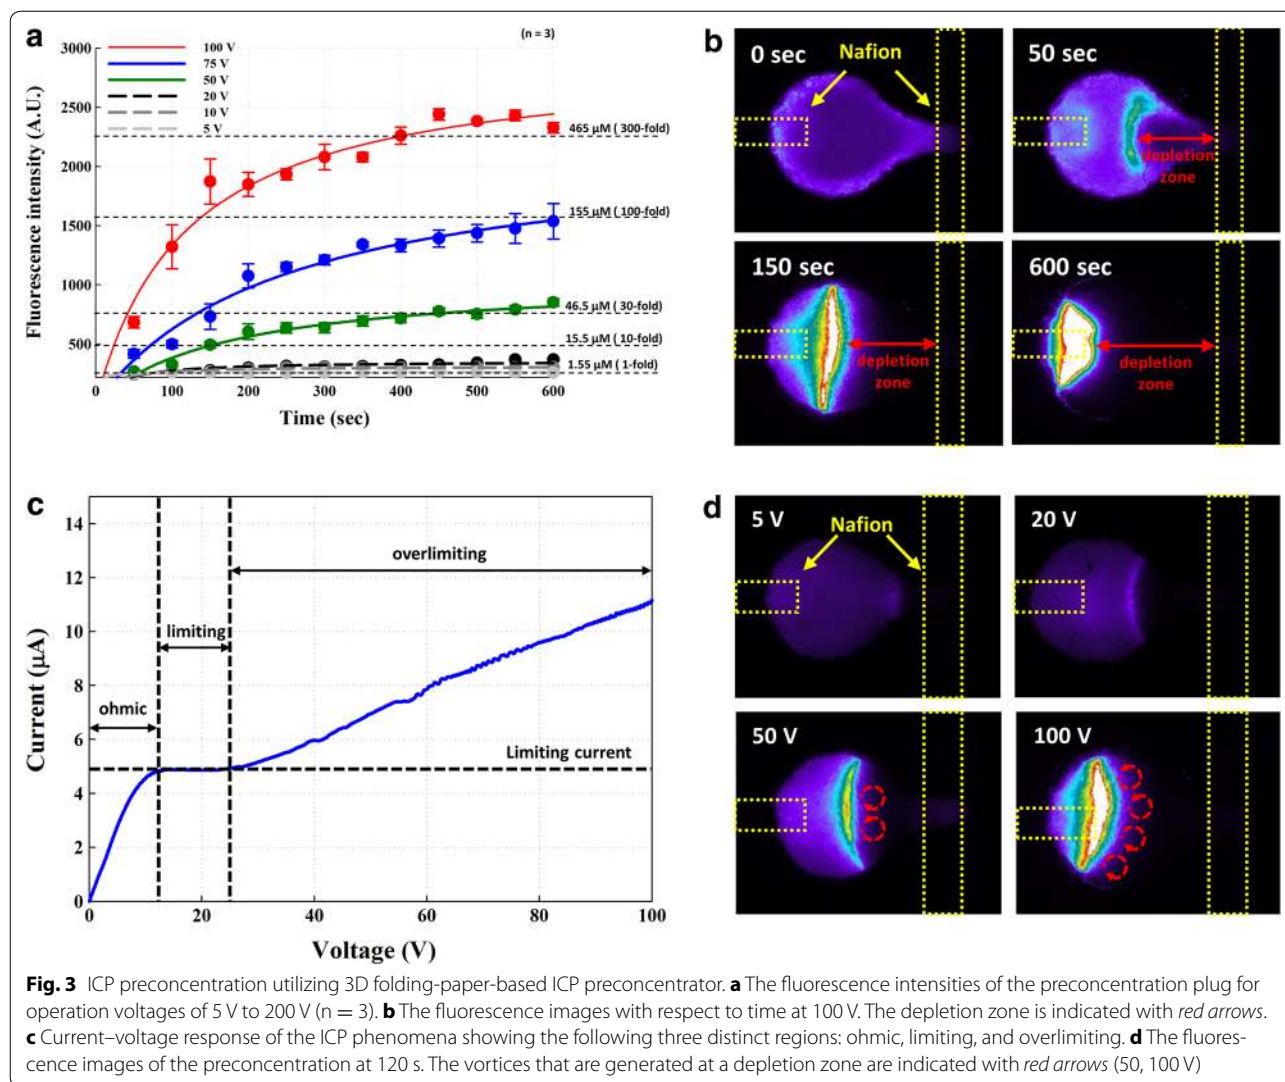 a
(n = 3)
3000
2500
2000
1500
1000
500
Fluorescence intensity (A.U.)
100 V
75 V
50 V
20 V
10 V
5 V
465 μM ( 300-fold)
155 μM ( 100-fold)
46.5 μM ( 30-fold)
15.5 μM ( 10-fold)
1.55 μM ( 1-fold)
0 100 200 300 400 500 600
Time (sec)
b
0 sec
Nafion
50 sec
depletion
zone
150 sec
depletion
zone
600 sec
depletion
zone
c
14
12
10
8
6
4
2
0
Current (μA)
overlimiting
limiting
ohmic
Limiting current
0 20 40 60 80 100
Voltage (V)
d
5 V
Nafion
20 V
50 V
100 V
Fig. 3 ICP preconcentration utilizing 3D folding-paper-based ICP preconcentrator. a The fluorescence intensities of the preconcentration plug for
operation voltages of 5 V to 200 V (n = 3). b The fluorescence images with respect to time at 100 V. The depletion zone is indicated with red arrows.
c Current–voltage response of the ICP phenomena showing the following three distinct regions: ohmic, limiting, and overlimiting. d The fluores-
cence images of the preconcentration at 120 s. The vortices that are generated at a depletion zone are indicated with red arrows (50, 100 V)